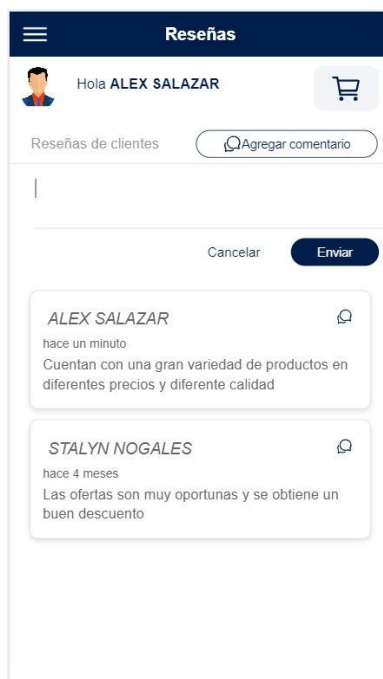 Reseñas
Hola ALEX SALAZAR
Reseñas de clientes
Agregar comentario
Cancelar
Enviar
ALEX SALAZAR
hace un minuto
Cuentan con una gran variedad de productos en
diferentes precios y diferente calidad
STALYN NOGALES
hace 4 meses
Las ofertas son muy oportunas y se obtiene un
buen descuento